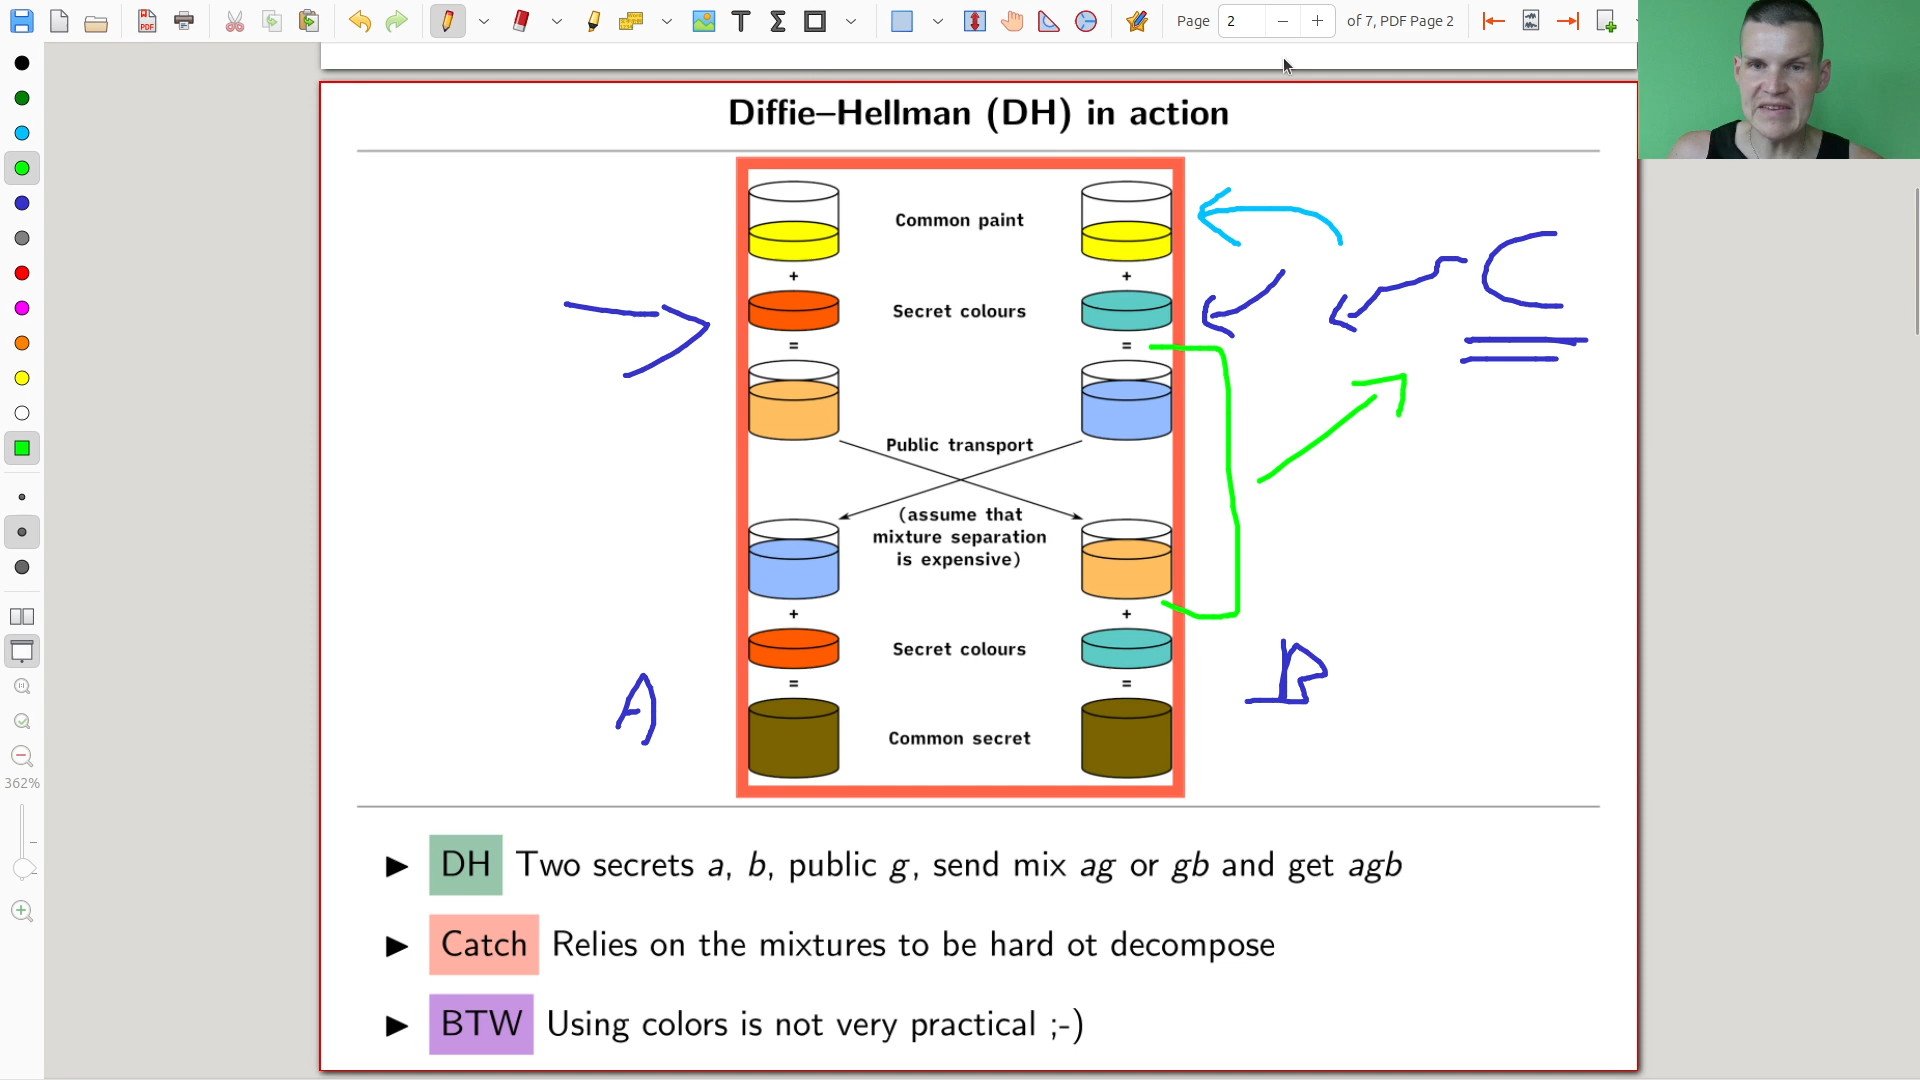 Page 2 of 7, PDF Page 2
Diffie–Hellman (DH) in action
Common paint
+ +
Secret colours
= =
Public transport
(assume that
mixture separation
is expensive)
+ +
Secret colours
= =
Common secret
C
A
B
DH Two secrets a, b, public g, send mix ag or gb and get agb
Catch Relies on the mixtures to be hard ot decompose
BTW Using colors is not very practical ;-)
362%